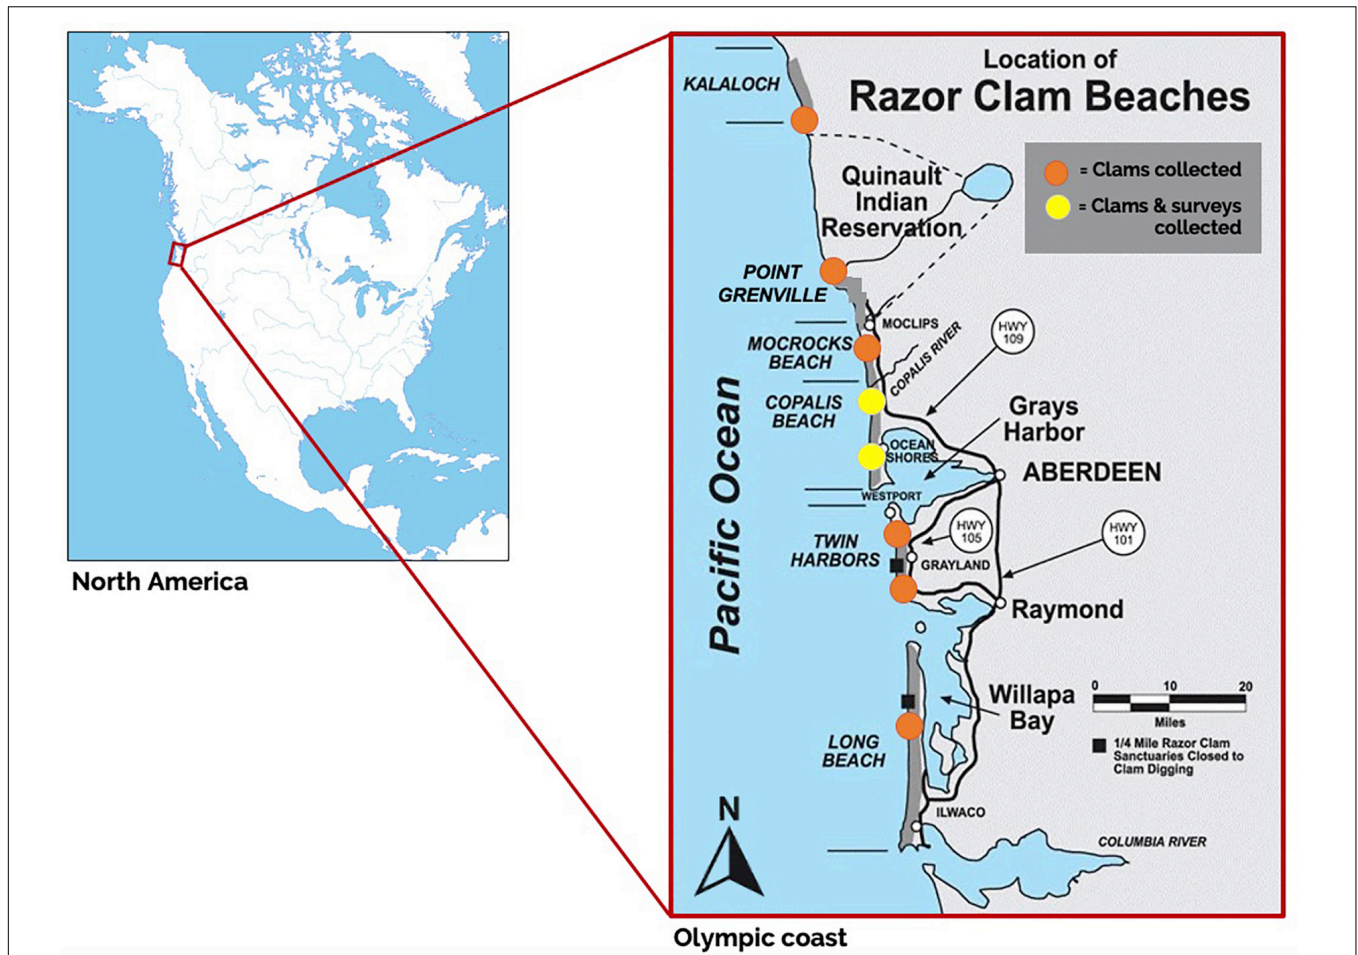 Location of
Razor Clam Beaches
KALALOCH
= Clams collected
= Clams & surveys
collected
Quinault
Indian
Reservation
POINT
GRENVILLE
MOCLIPS
MOCROCKS
BEACH
COPALIS RIVER
HWY
109
COPALIS
BEACH
Grays
Harbor
OCEAN
SHORES
ABERDEEN
WESTPORT
Pacific Ocean
TWIN
HARBORS
HWY
105
HWY
101
GRAYLAND
Raymond
Willapa
Bay
0 10 20
Miles
1/4 Mile Razor Clam
Sanctuaries Closed to
Clam Digging
LONG
BEACH
N
ILWACO
COLUMBIA RIVER
North America
Olympic coast